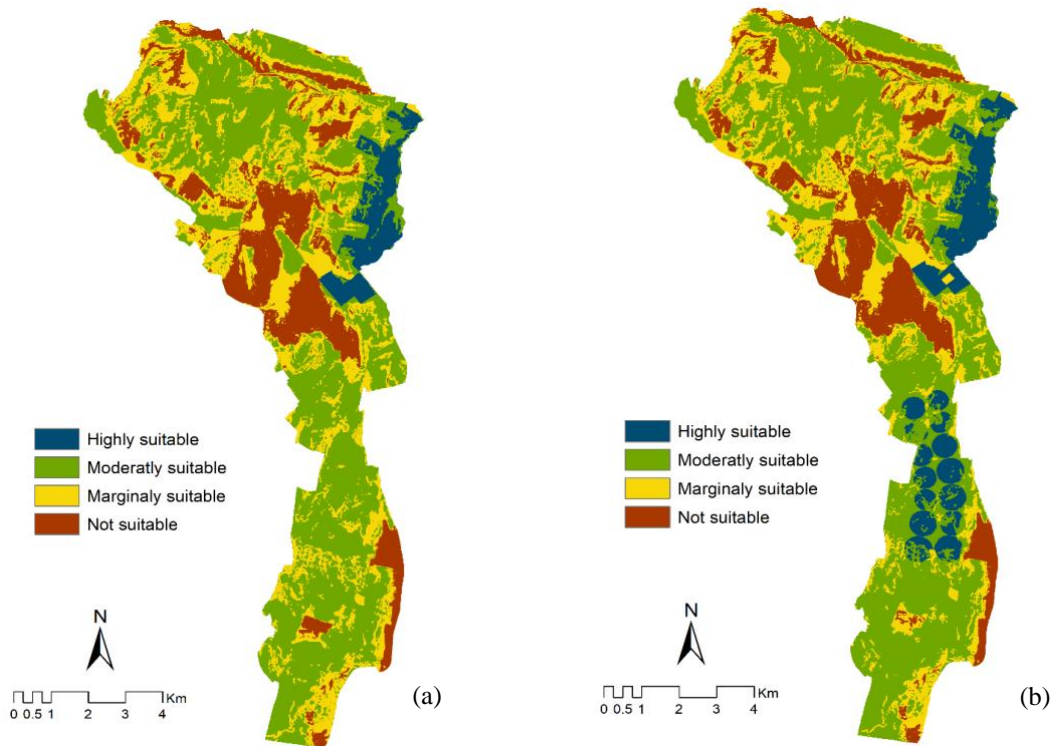 Highly suitable
Moderatly suitable
Marginaly suitable
Not suitable
N
Km
0 0.5 1 2 3 4
(a)
Highly suitable
Moderatly suitable
Marginaly suitable
Not suitable
N
Km
0 0.5 1 2 3 4
(b)